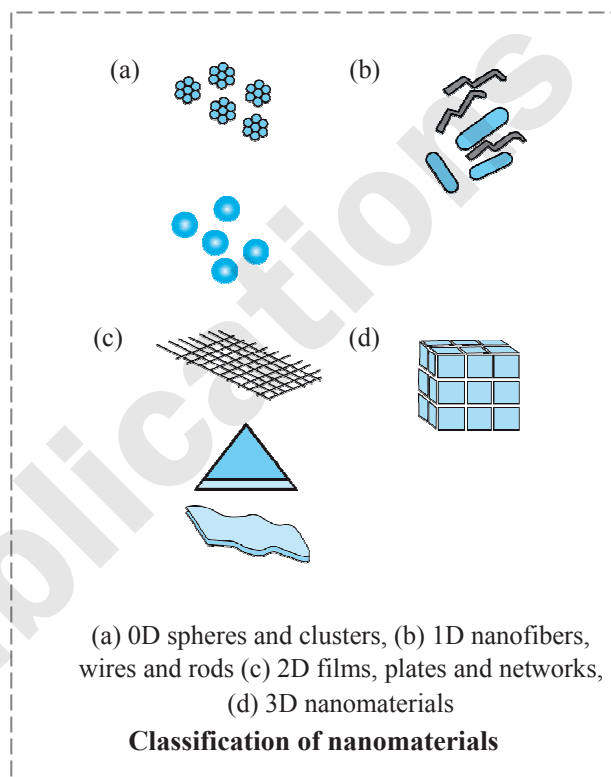 (a)
(b)
(c)
(d)
(a) 0D spheres and clusters, (b) 1D nanofibers,
wires and rods (c) 2D films, plates and networks,
(d) 3D nanomaterials
Classification of nanomaterials
blications